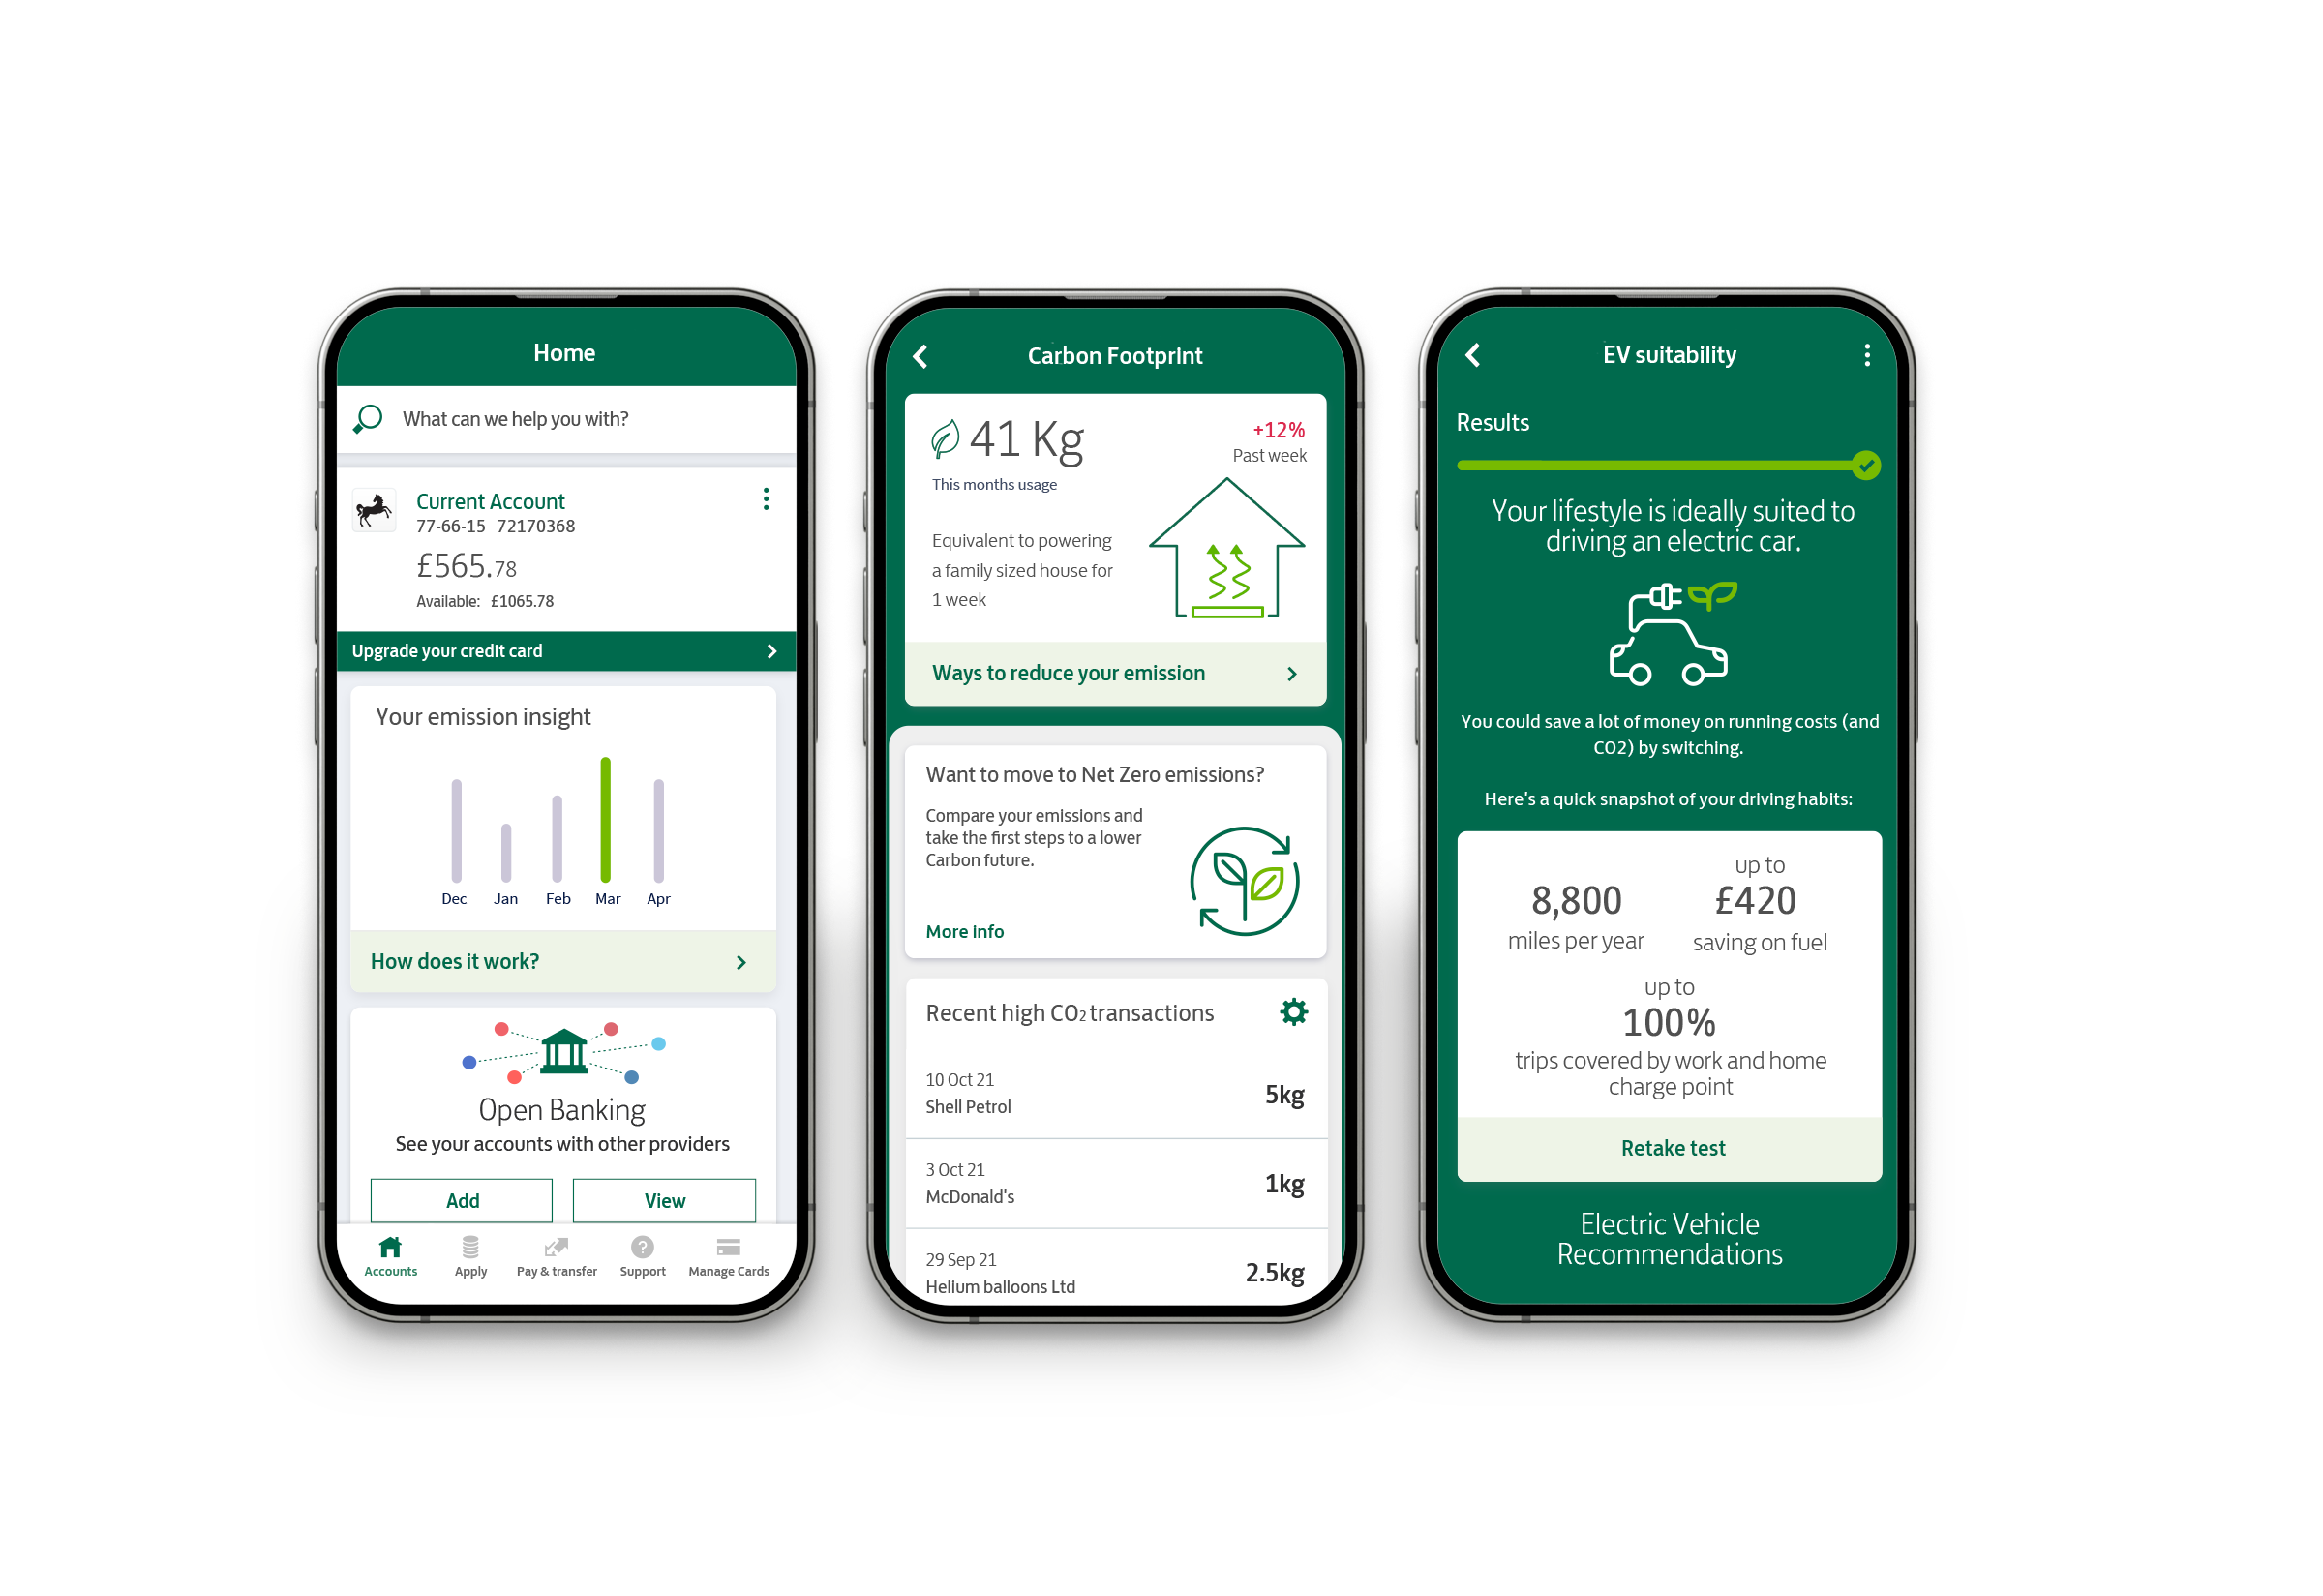 Home
What can we help you with?
Current Account
77-66-15 72170368
£565.78
Available: £1065.78
Upgrade your credit card
Your emission insight
Dec Jan Feb Mar Apr
How does it work?
Open Banking
See your accounts with other providers
Add View
Accounts Apply Pay & transfer Support Manage Cards
Carbon Footprint
41 Kg
+12%
Past week
This months usage
Equivalent to powering
a family sized house for
1 week
Ways to reduce your emission
Want to move to Net Zero emissions?
Compare your emissions and
take the first steps to a lower
Carbon future.
More info
Recent high CO₂ transactions
10 Oct 21
Shell Petrol
5kg
3 Oct 21
McDonald's
1kg
29 Sep 21
Helium balloons Ltd
2.5kg
EV suitability
Results
Your lifestyle is ideally suited to
driving an electric car.
You could save a lot of money on running costs (and
CO2) by switching.
Here's a quick snapshot of your driving habits:
8,800
miles per year
up to
£420
saving on fuel
up to
100%
trips covered by work and home
charge point
Retake test
Electric Vehicle
Recommendations